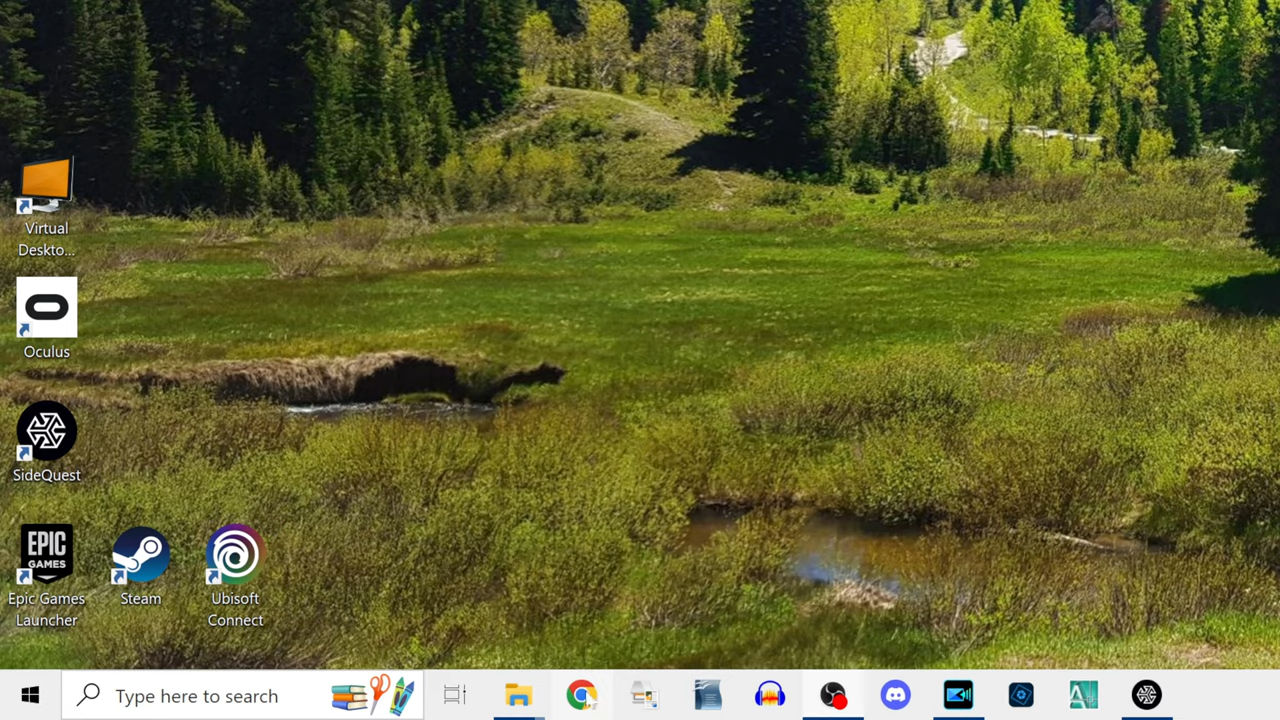 Virtual
Deskto...
Oculus
SideQuest
EPIC
GAMES
Epic Games
Launcher
Steam
Ubisoft
Connect
Type here to search